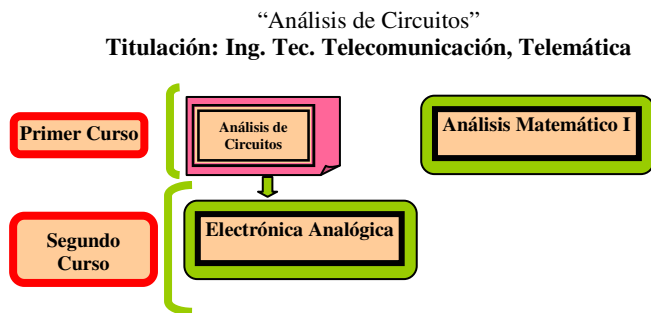 “Análisis de Circuitos”
Titulación: Ing. Tec. Telecomunicación, Telemática
Primer Curso
Análisis de
Circuitos
Análisis Matemático I
Segundo
Curso
Electrónica Analógica